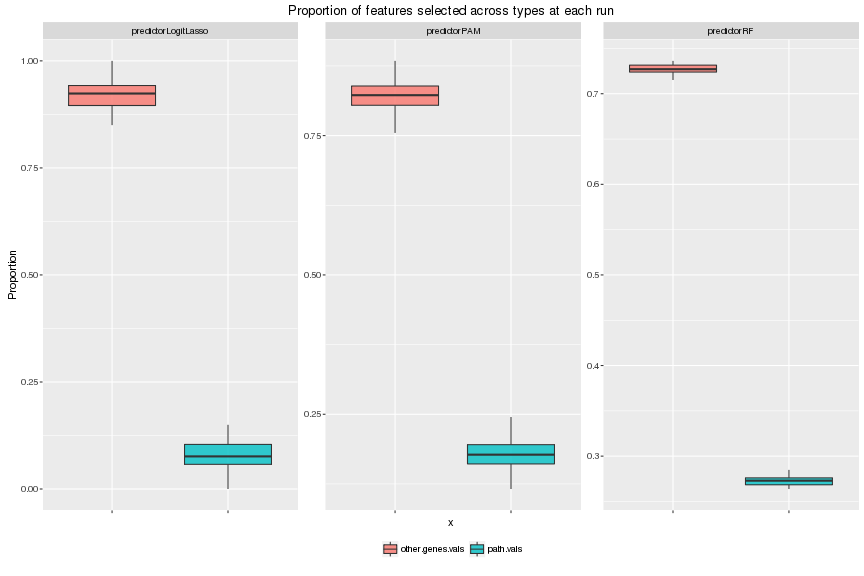 Proportion of features selected across types at each run
predictorLogitLasso
predictorPAM
predictorRF
Proportion
1.00
0.75
0.50
0.25
0.00
0.75
0.50
0.25
0.7
0.6
0.5
0.4
0.3
x
other.genes.vals
path.vals